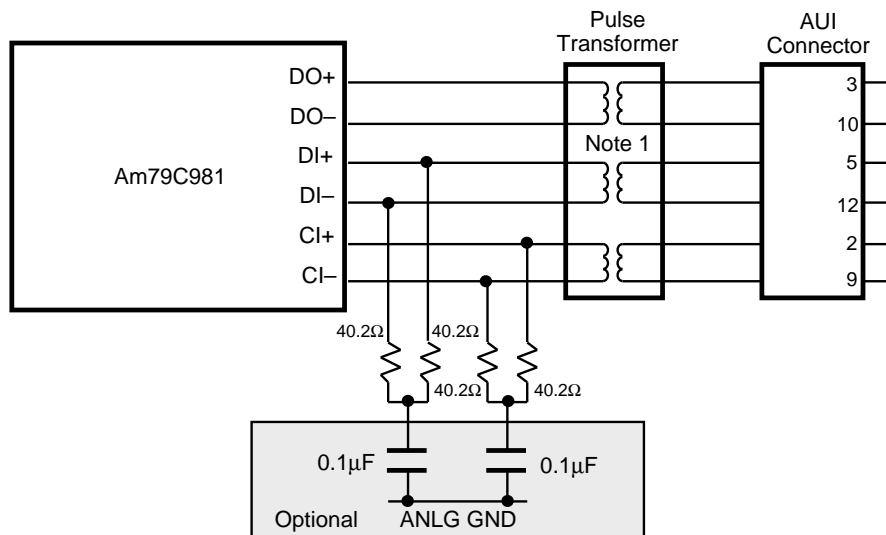 Pulse
Transformer
AUI
Connector
DO+
3
DO–
10
Note 1
DI+
5
Am79C981
DI–
12
CI+
2
CI–
9
40.2Ω
40.2Ω
40.2Ω
40.2Ω
0.1µF
0.1µF
Optional
ANLG GND